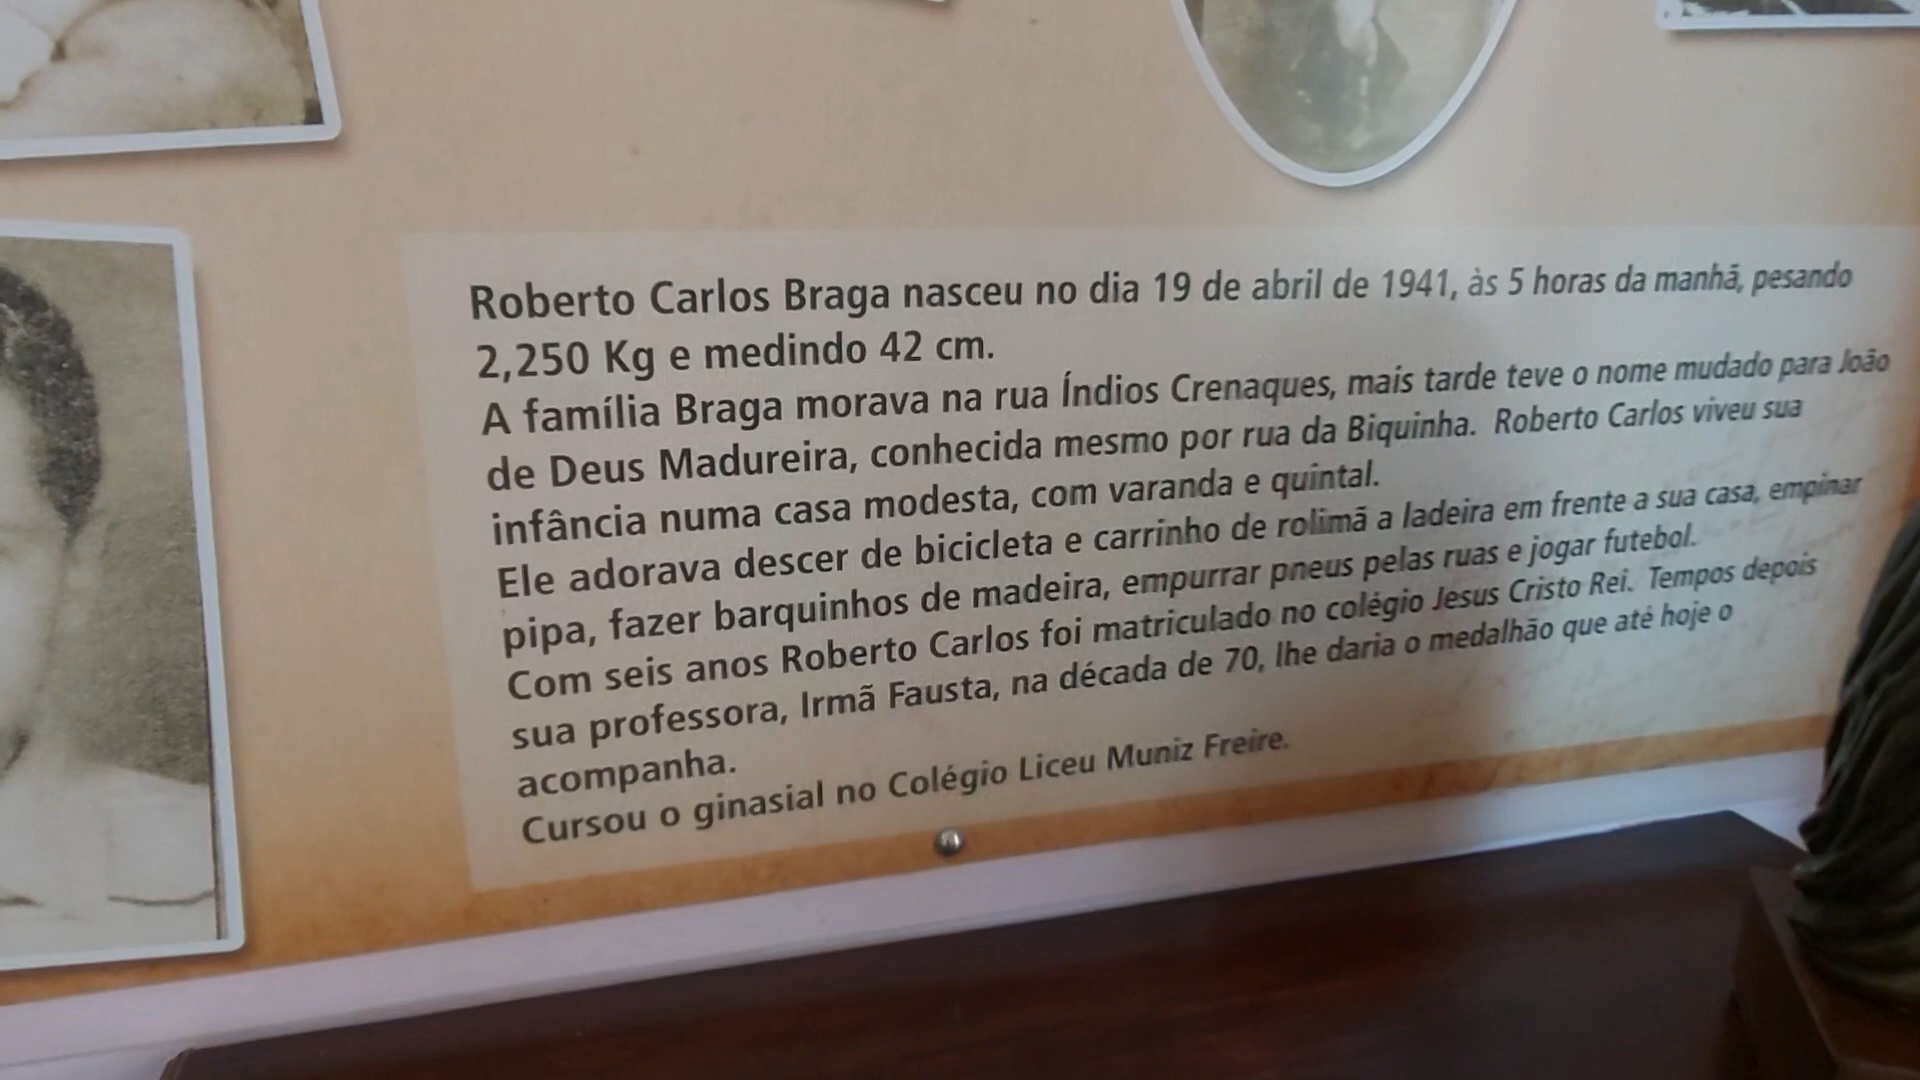 Roberto Carlos Braga nasceu no dia 19 de abril de 1941, às 5 horas da manhã, pesando
2,250 Kg e medindo 42 cm.
A família Braga morava na rua Índios Crenaques, mais tarde teve o nome mudado para João
de Deus Madureira, conhecida mesmo por rua da Biquinha. Roberto Carlos viveu sua
infância numa casa modesta, com varanda e quintal.
Ele adorava descer de bicicleta e carrinho de rolimã a ladeira em frente a sua casa, empinar
pipa, fazer barquinhos de madeira, empurrar pneus pelas ruas e jogar futebol.
Com seis anos Roberto Carlos foi matriculado no colégio Jesus Cristo Rei. Tempos depois
sua professora, Irmã Fausta, na década de 70, lhe daria o medalhão que até hoje o
acompanha.
Cursou o ginasial no Colégio Liceu Muniz Freire.